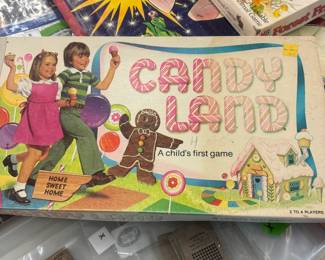 CANDY
LAND
A child's first game
HOME
SWEET
HOME
2 TO 4 PLAYERS